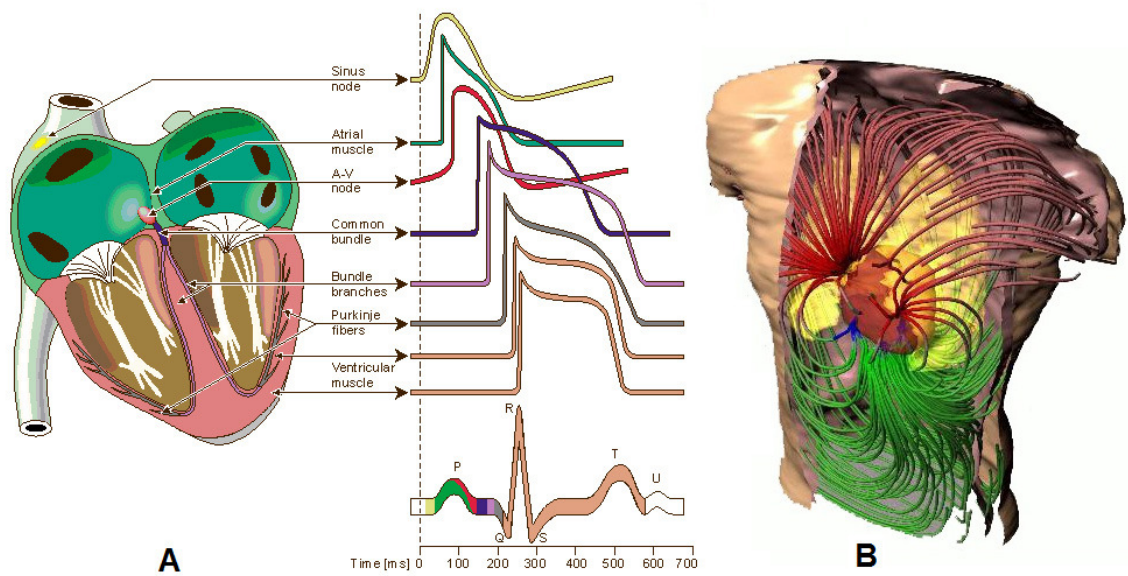 Sinus
node
Atrial
muscle
A-V
node
Common
bundle
Bundle
branches
Purkinje
fibers
Ventricular
muscle
R
P
T
U
Q
S
Time [ms]
0 100 200 300 400 500 600 700
A
B